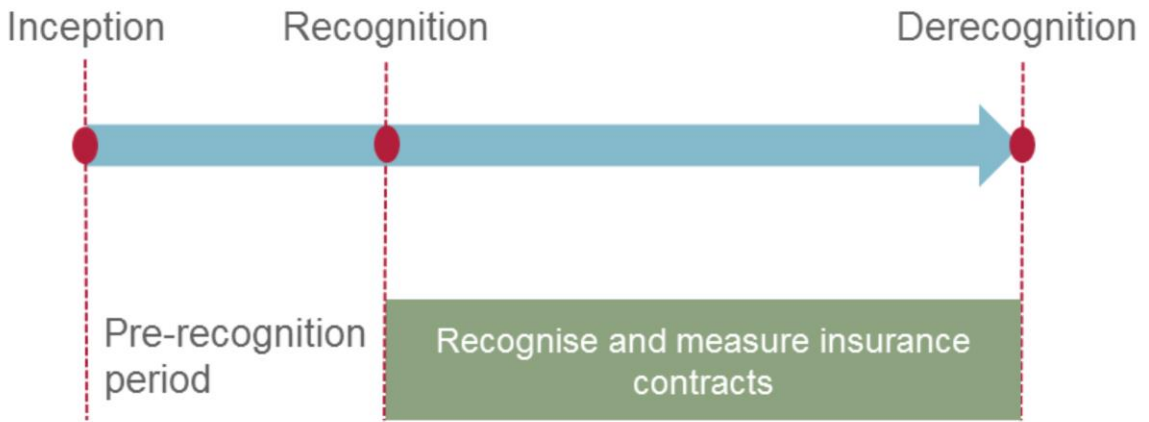 Inception
Recognition
Derecognition
Pre-recognition
period
Recognise and measure insurance
contracts